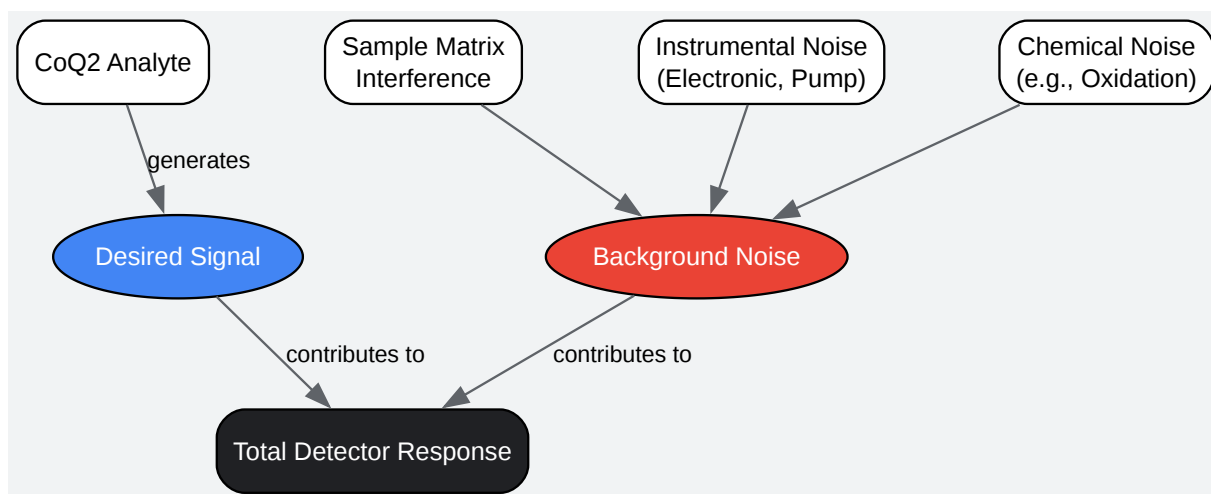 CoQ2 Analyte
Sample Matrix
Interference
Instrumental Noise
(Electronic, Pump)
Chemical Noise
(e.g., Oxidation)
generates
Desired Signal
Background Noise
contributes to
contributes to
Total Detector Response